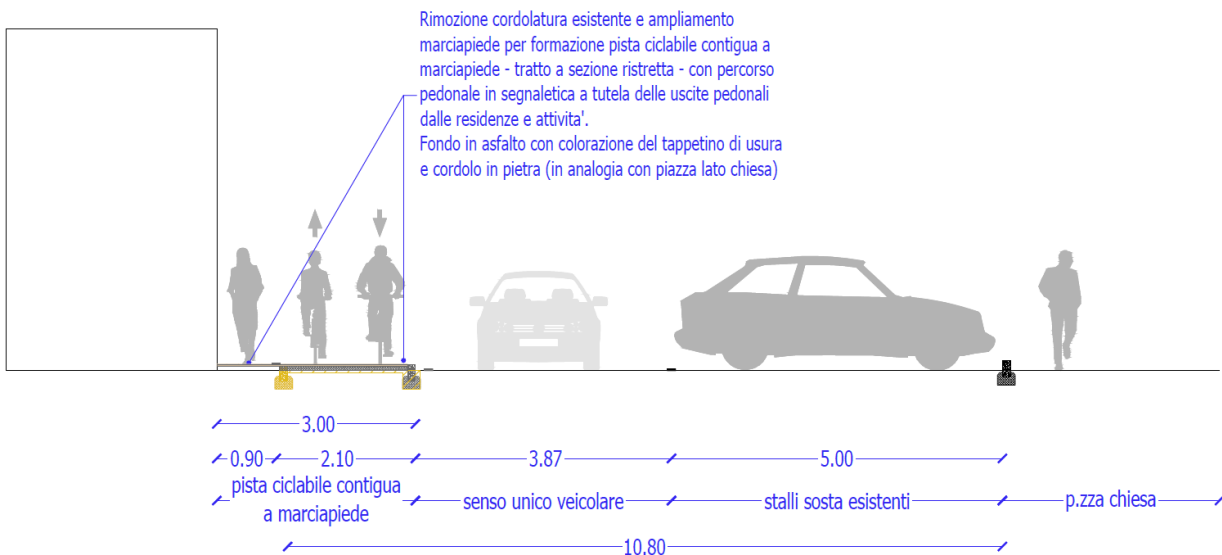 Rimozione cordolatura esistente e ampliamento
marciapiede per formazione pista ciclabile contigua a
marciapiede - tratto a sezione ristretta - con percorso
pedonale in segnaletica a tutela delle uscite pedonali
dalle residenze e attivita'.
Fondo in asfalto con colorazione del tappetino di usura
e cordolo in pietra (in analogia con piazza lato chiesa)
3.00
0.90 2.10 3.87 5.00
pista ciclabile contigua
a marciapiede
senso unico veicolare
stalli sosta esistenti
p.zza chiesa
10.80